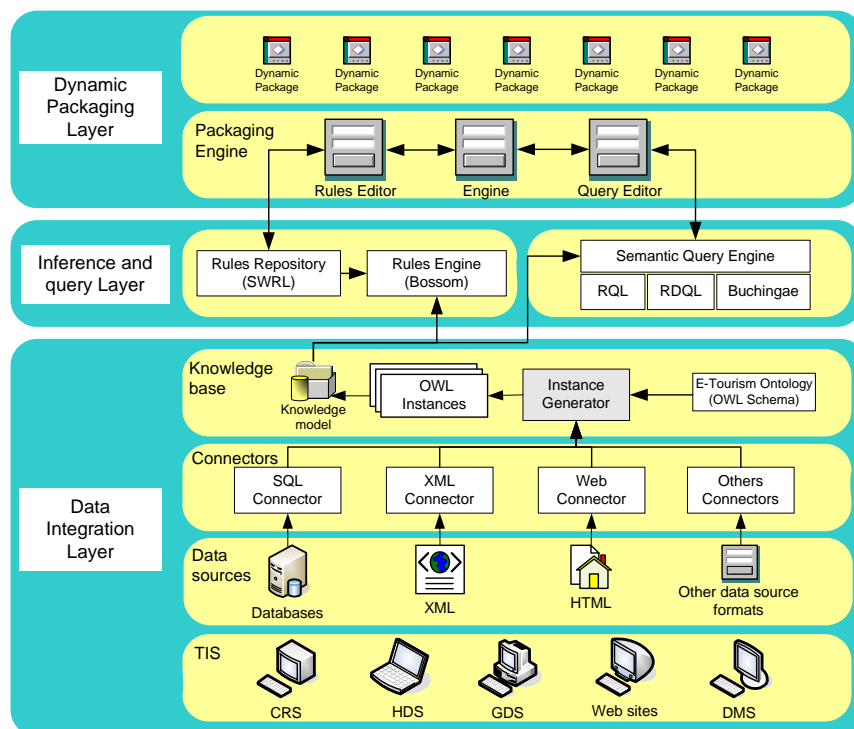 Dynamic
Packaging
Layer
Dynamic
Package
Dynamic
Package
Dynamic
Package
Dynamic
Package
Dynamic
Package
Dynamic
Package
Dynamic
Package
Packaging
Engine
Rules Editor
Engine
Query Editor
Inference and
query Layer
Rules Repository
(SWRL)
Rules Engine
(Bossom)
Semantic Query Engine
RQL
RDQL
Buchingae
Data
Integration
Layer
Knowledge
base
Knowledge
model
OWL
Instances
Instance
Generator
E-Tourism Ontology
(OWL Schema)
Connectors
SQL
Connector
XML
Connector
Web
Connector
Others
Connectors
Data
sources
Databases
XML
HTML
Other data source
formats
TIS
CRS
HDS
GDS
Web sites
DMS